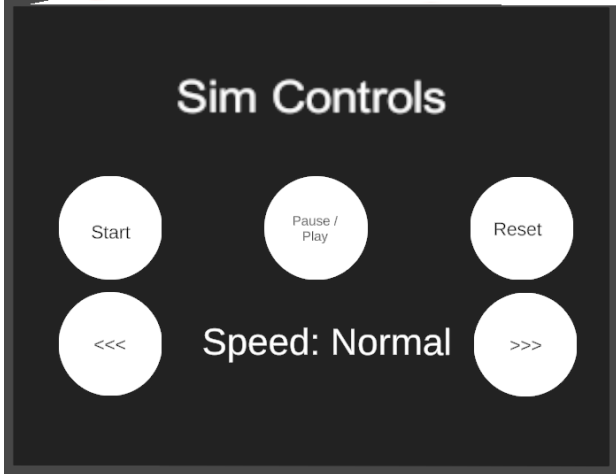 Sim Controls
Start
Pause /
Play
Reset
<<<
Speed: Normal
>>>